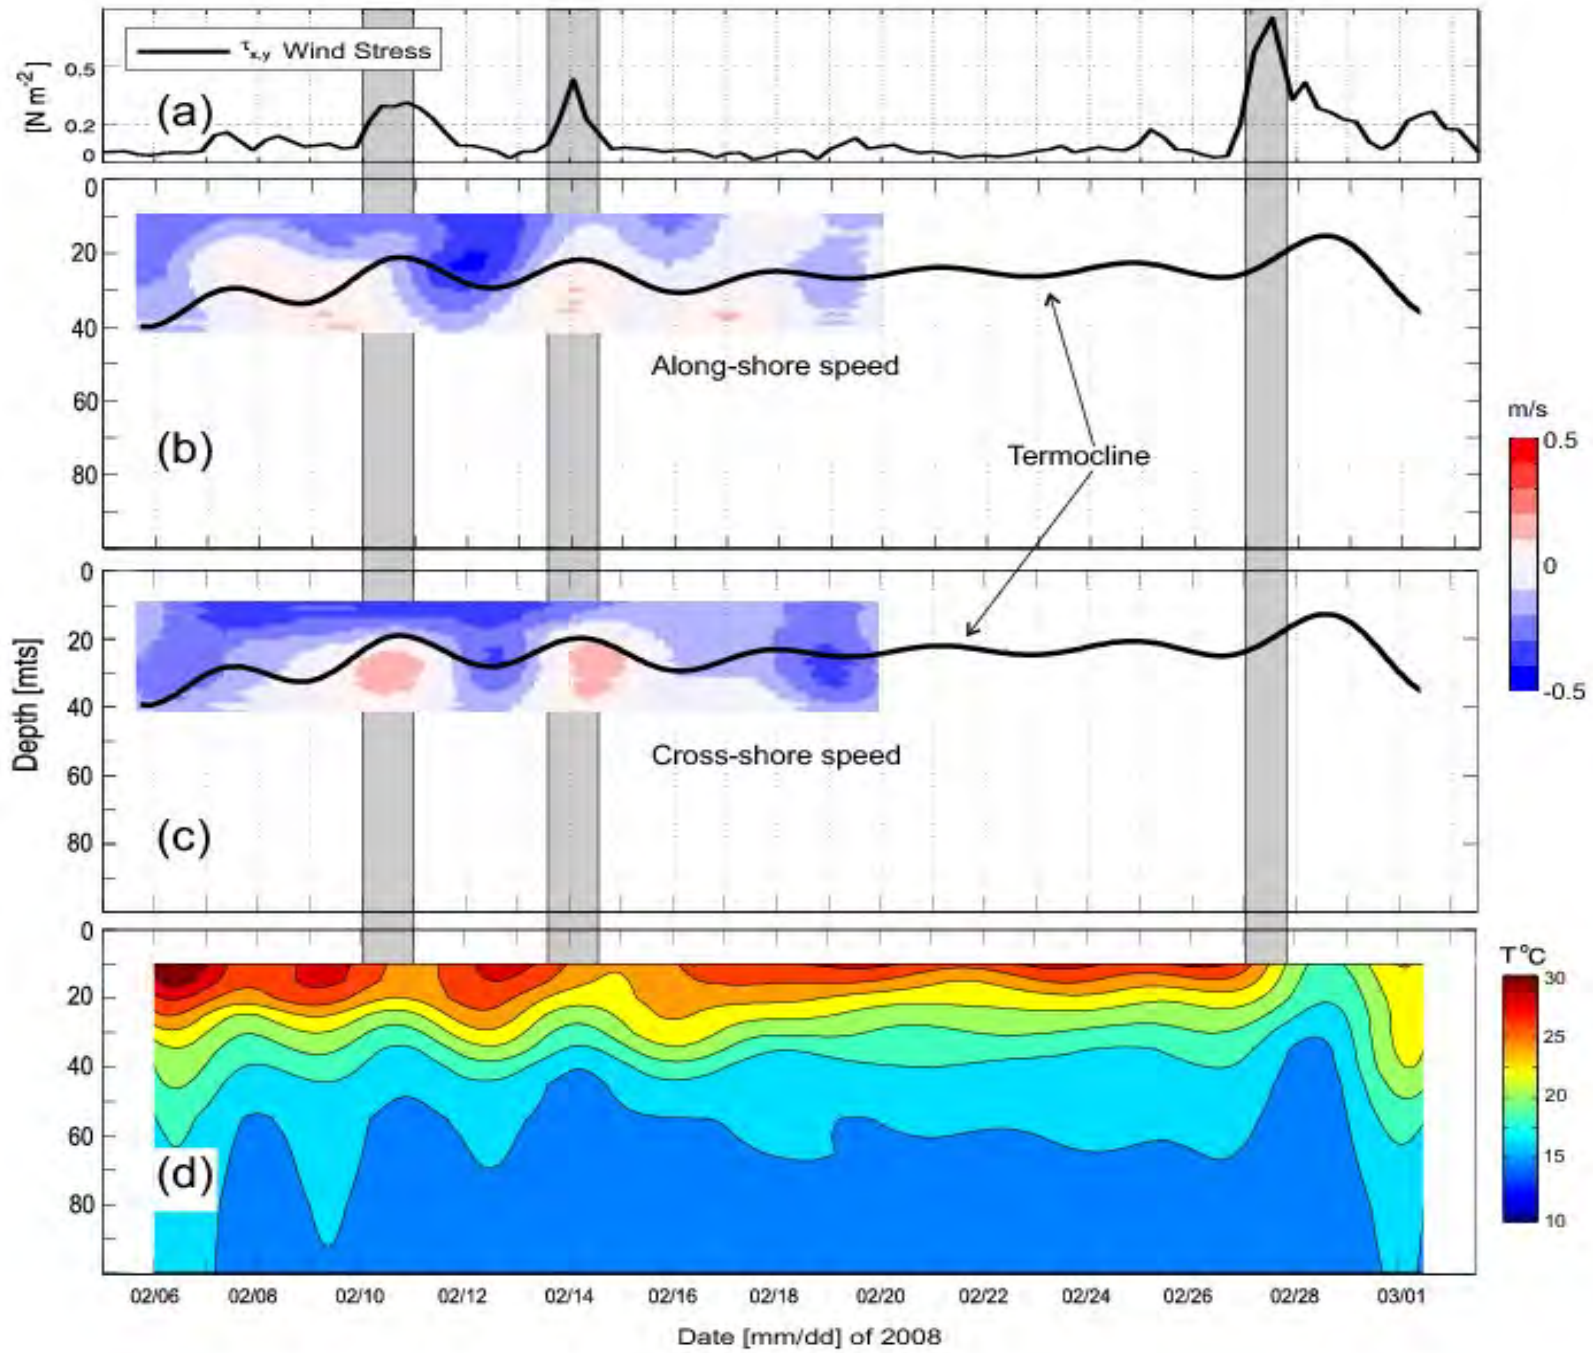 τx,y Wind Stress
[N m-2]
0.5
0.2
0
(a)
0
20
40
60
80
Along-shore speed
(b)
Termocline
m/s
0.5
0
-0.5
Depth [mts]
0
20
40
60
80
Cross-shore speed
(c)
0
20
40
60
80
(d)
T°C
30
25
20
15
10
02/06 02/08 02/10 02/12 02/14 02/16 02/18 02/20 02/22 02/24 02/26 02/28 03/01
Date [mm/dd] of 2008